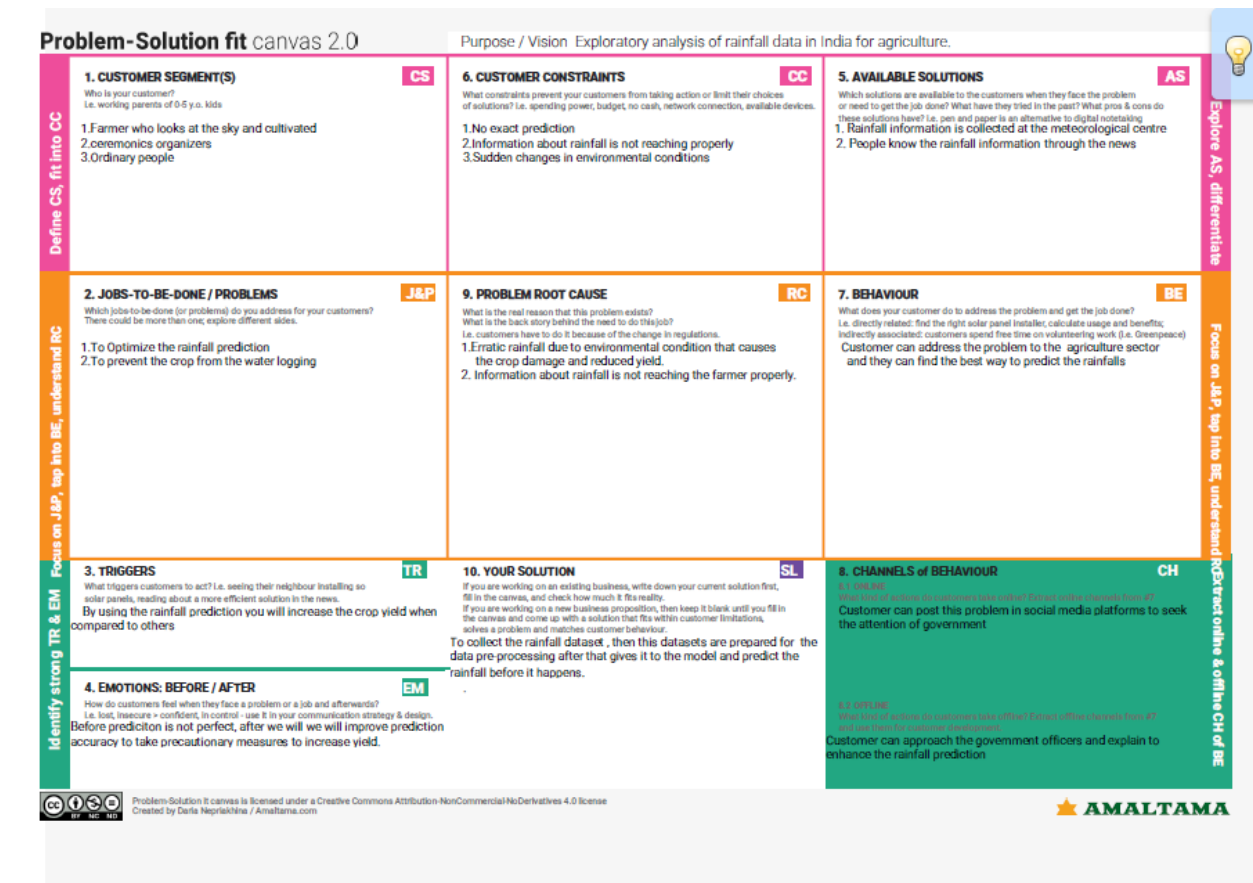 Problem-Solution fit canvas 2.0
Purpose / Vision Exploratory analysis of rainfall data in India for agriculture.
Define CS, fit into CC
1. CUSTOMER SEGMENT(S)
CS
Who is your customer?
i.e. working parents of 0-5 y.o. kids
1.Farmer who looks at the sky and cultivated
2.ceremonics organizers
3.Ordinary people
6. CUSTOMER CONSTRAINTS
CC
What constraints prevent your customers from taking action or limit their choices
of solutions? i.e. spending power, budget, no cash, network connection, available devices.
1.No exact prediction
2.Information about rainfall is not reaching properly
3.Sudden changes in environmental conditions
5. AVAILABLE SOLUTIONS
AS
Which solutions are available to the customers when they face the problem
or need to get the job done? What have they tried in the past? What pros & cons do
these solutions have? i.e. pen and paper is an alternative to digital notetaking
1. Rainfall information is collected at the meteorological centre
2. People know the rainfall information through the news
Explore AS, differentiate
Focus on J&P, tap into BE, understand RC
2. JOBS-TO-BE-DONE / PROBLEMS
J&P
Which jobs-to-be-done (or problems) do you address for your customers?
There could be more than one; explore different sides.
1.To Optimize the rainfall prediction
2.To prevent the crop from the water logging
9. PROBLEM ROOT CAUSE
RC
What is the real reason that this problem exists?
What is the back story behind the need to do this job?
i.e. customers have to do it because of the change in regulations.
1.Erratic rainfall due to environmental condition that causes
the crop damage and reduced yield.
2. Information about rainfall is not reaching the farmer properly.
7. BEHAVIOUR
BE
What does your customer do to address the problem and get the job done?
i.e. directly related: find the right solar panel installer, calculate usage and benefits;
indirectly associated: customers spend free time on volunteering work (i.e. Greenpeace)
Customer can address the problem to the agriculture sector
and they can find the best way to predict the rainfalls
Focus on J&P, tap into BE, understand RC
Identify strong TR & EM
3. TRIGGERS
TR
What triggers customers to act? i.e. seeing their neighbour installing so
solar panels, reading about a more efficient solution in the news.
By using the rainfall prediction you will increase the crop yield when
compared to others
4. EMOTIONS: BEFORE / AFTER
EM
How do customers feel when they face a problem or a job and afterwards?
i.e. lost, insecure > confident, in control - use it in your communication strategy & design.
Before prediciton is not perfect, after we will we will improve prediction
accuracy to take precautionary measures to increase yield.
10. YOUR SOLUTION
SL
If you are working on an existing business, write down your current solution first,
fill in the canvas, and check how much it fits reality.
If you are working on a new business proposition, then keep it blank until you fill in
the canvas and come up with a solution that fits within customer limitations,
solves a problem and matches customer behaviour.
To collect the rainfall dataset , then this datasets are prepared for the
data pre-processing after that gives it to the model and predict the
rainfall before it happens.
.
8. CHANNELS of BEHAVIOUR
CH
8.1 ONLINE
What kind of actions do customers take online? Extract online channels from #7
Customer can post this problem in social media platforms to seek
the attention of government
8.2 OFFLINE
What kind of actions do customers take offline? Extract offline channels from #7
and use them for customer development.
Customer can approach the government officers and explain to
enhance the rainfall prediction
Extract online & offline CH of BE
CC BY NC ND
Problem-Solution fit canvas is licensed under a Creative Commons Attribution-NonCommercial-NoDerivatives 4.0 license
Created by Daria Nepriakhina / Amaltama.com
AMALTAMA